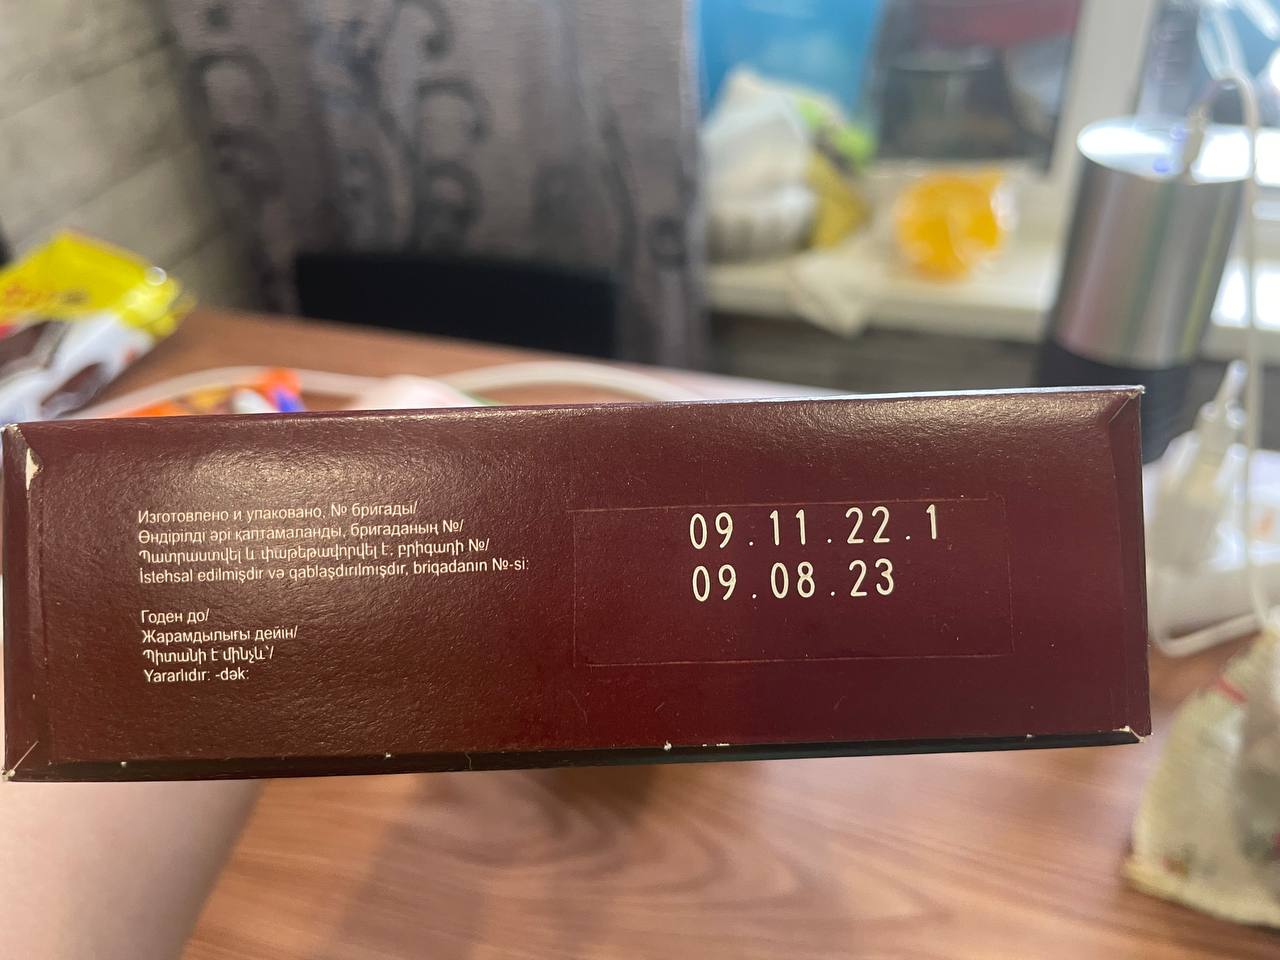 Изготовлено и упаковано, № бригады/
Өндірілді әрі қаптамаланды, бригаданың №/
Պատրաստվել և փաթեթավորվել է, բրիգադի №/
İstehsal edilmişdir və qablaşdırılmışdır, briqadanın №-si:
09.11.22.1
09.08.23
Годен до/
Жарамдылығы дейін/
Պիտանի է մինչև՝/
Yararlıdır: -dək: